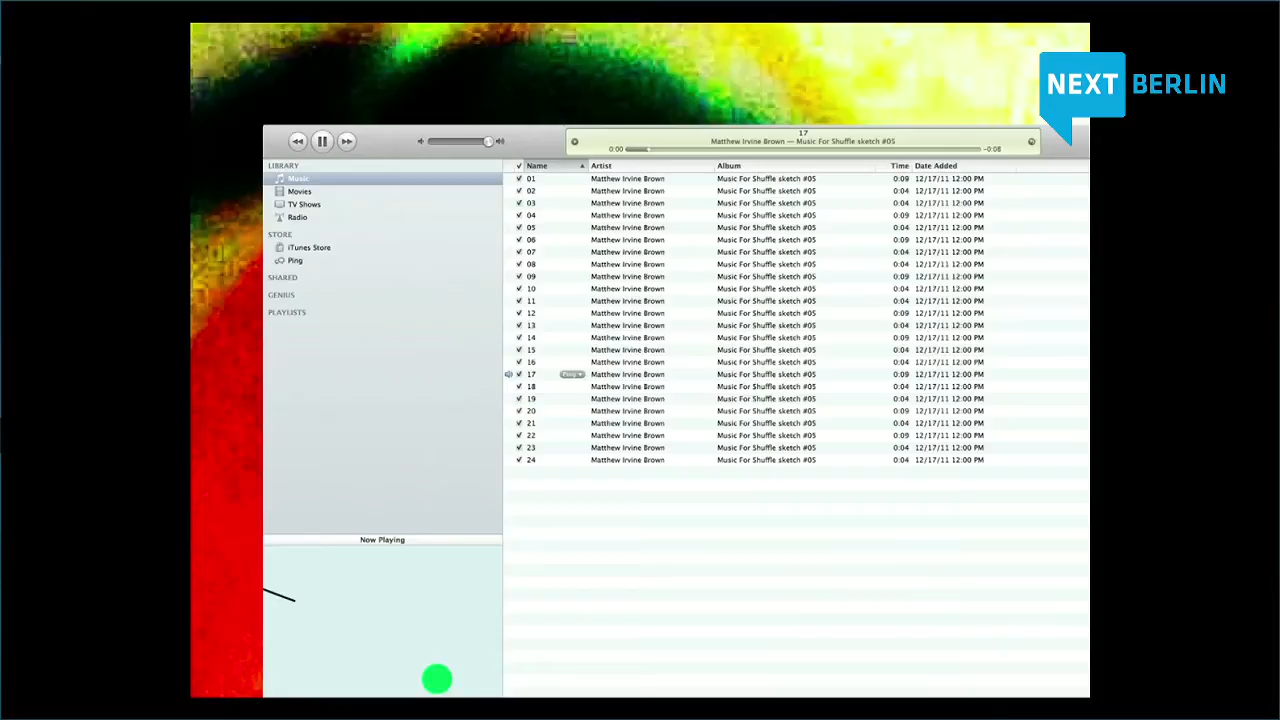 NEXT BERLIN
17
Matthew Irvine Brown — Music For Shuffle sketch #05
0:00 -0:08
LIBRARY
Music
Movies
TV Shows
Radio
STORE
iTunes Store
Ping
SHARED
GENIUS
PLAYLISTS
Now Playing
✓ Name Artist Album Time Date Added
✓ 01 Matthew Irvine Brown Music For Shuffle sketch #05 0:09 12/17/11 12:00 PM
✓ 02 Matthew Irvine Brown Music For Shuffle sketch #05 0:04 12/17/11 12:00 PM
✓ 03 Matthew Irvine Brown Music For Shuffle sketch #05 0:04 12/17/11 12:00 PM
✓ 04 Matthew Irvine Brown Music For Shuffle sketch #05 0:09 12/17/11 12:00 PM
✓ 05 Matthew Irvine Brown Music For Shuffle sketch #05 0:04 12/17/11 12:00 PM
✓ 06 Matthew Irvine Brown Music For Shuffle sketch #05 0:09 12/17/11 12:00 PM
✓ 07 Matthew Irvine Brown Music For Shuffle sketch #05 0:04 12/17/11 12:00 PM
✓ 08 Matthew Irvine Brown Music For Shuffle sketch #05 0:04 12/17/11 12:00 PM
✓ 09 Matthew Irvine Brown Music For Shuffle sketch #05 0:09 12/17/11 12:00 PM
✓ 10 Matthew Irvine Brown Music For Shuffle sketch #05 0:04 12/17/11 12:00 PM
✓ 11 Matthew Irvine Brown Music For Shuffle sketch #05 0:04 12/17/11 12:00 PM
✓ 12 Matthew Irvine Brown Music For Shuffle sketch #05 0:09 12/17/11 12:00 PM
✓ 13 Matthew Irvine Brown Music For Shuffle sketch #05 0:04 12/17/11 12:00 PM
✓ 14 Matthew Irvine Brown Music For Shuffle sketch #05 0:09 12/17/11 12:00 PM
✓ 15 Matthew Irvine Brown Music For Shuffle sketch #05 0:04 12/17/11 12:00 PM
✓ 16 Matthew Irvine Brown Music For Shuffle sketch #05 0:04 12/17/11 12:00 PM
✓ 17 Ping Matthew Irvine Brown Music For Shuffle sketch #05 0:09 12/17/11 12:00 PM
✓ 18 Matthew Irvine Brown Music For Shuffle sketch #05 0:04 12/17/11 12:00 PM
✓ 19 Matthew Irvine Brown Music For Shuffle sketch #05 0:04 12/17/11 12:00 PM
✓ 20 Matthew Irvine Brown Music For Shuffle sketch #05 0:09 12/17/11 12:00 PM
✓ 21 Matthew Irvine Brown Music For Shuffle sketch #05 0:04 12/17/11 12:00 PM
✓ 22 Matthew Irvine Brown Music For Shuffle sketch #05 0:09 12/17/11 12:00 PM
✓ 23 Matthew Irvine Brown Music For Shuffle sketch #05 0:04 12/17/11 12:00 PM
✓ 24 Matthew Irvine Brown Music For Shuffle sketch #05 0:04 12/17/11 12:00 PM